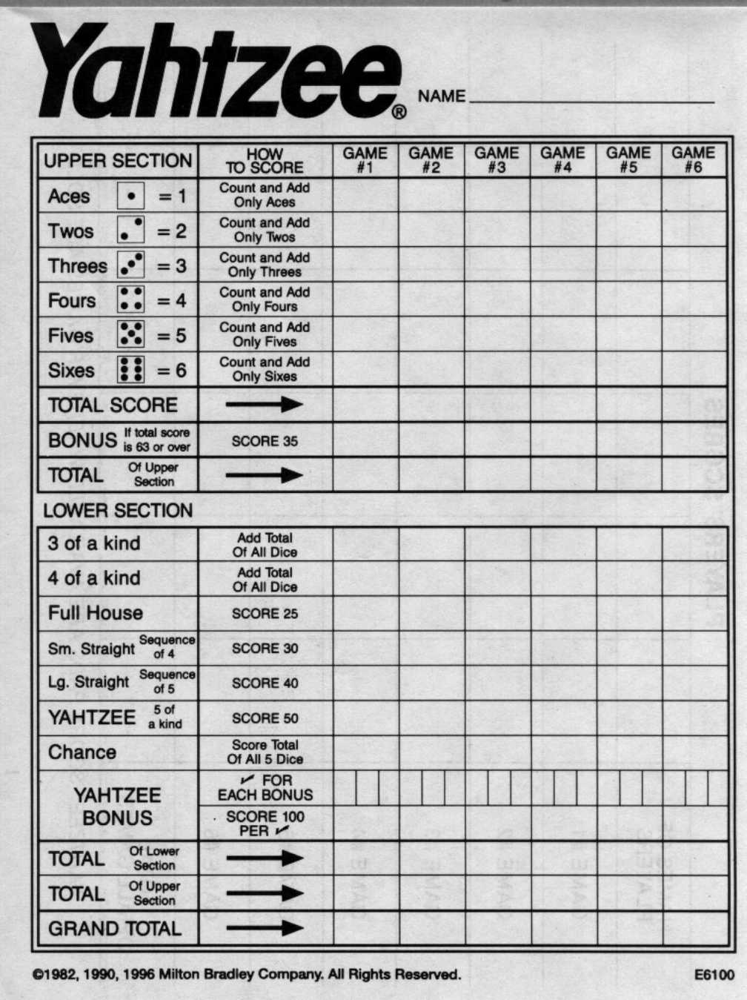 Yahtzee® NAME
UPPER SECTION HOW TO SCORE GAME #1 GAME #2 GAME #3 GAME #4 GAME #5 GAME #6
Aces = 1 Count and Add Only Aces
Twos = 2 Count and Add Only Twos
Threes = 3 Count and Add Only Threes
Fours = 4 Count and Add Only Fours
Fives = 5 Count and Add Only Fives
Sixes = 6 Count and Add Only Sixes
TOTAL SCORE
BONUS If total score is 63 or over SCORE 35
TOTAL Of Upper Section
LOWER SECTION
3 of a kind Add Total Of All Dice
4 of a kind Add Total Of All Dice
Full House SCORE 25
Sm. Straight Sequence of 4 SCORE 30
Lg. Straight Sequence of 5 SCORE 40
YAHTZEE 5 of a kind SCORE 50
Chance Score Total Of All 5 Dice
YAHTZEE BONUS ✓ FOR EACH BONUS
SCORE 100 PER ✓
TOTAL Of Lower Section
TOTAL Of Upper Section
GRAND TOTAL
©1982, 1990, 1996 Milton Bradley Company. All Rights Reserved. E6100